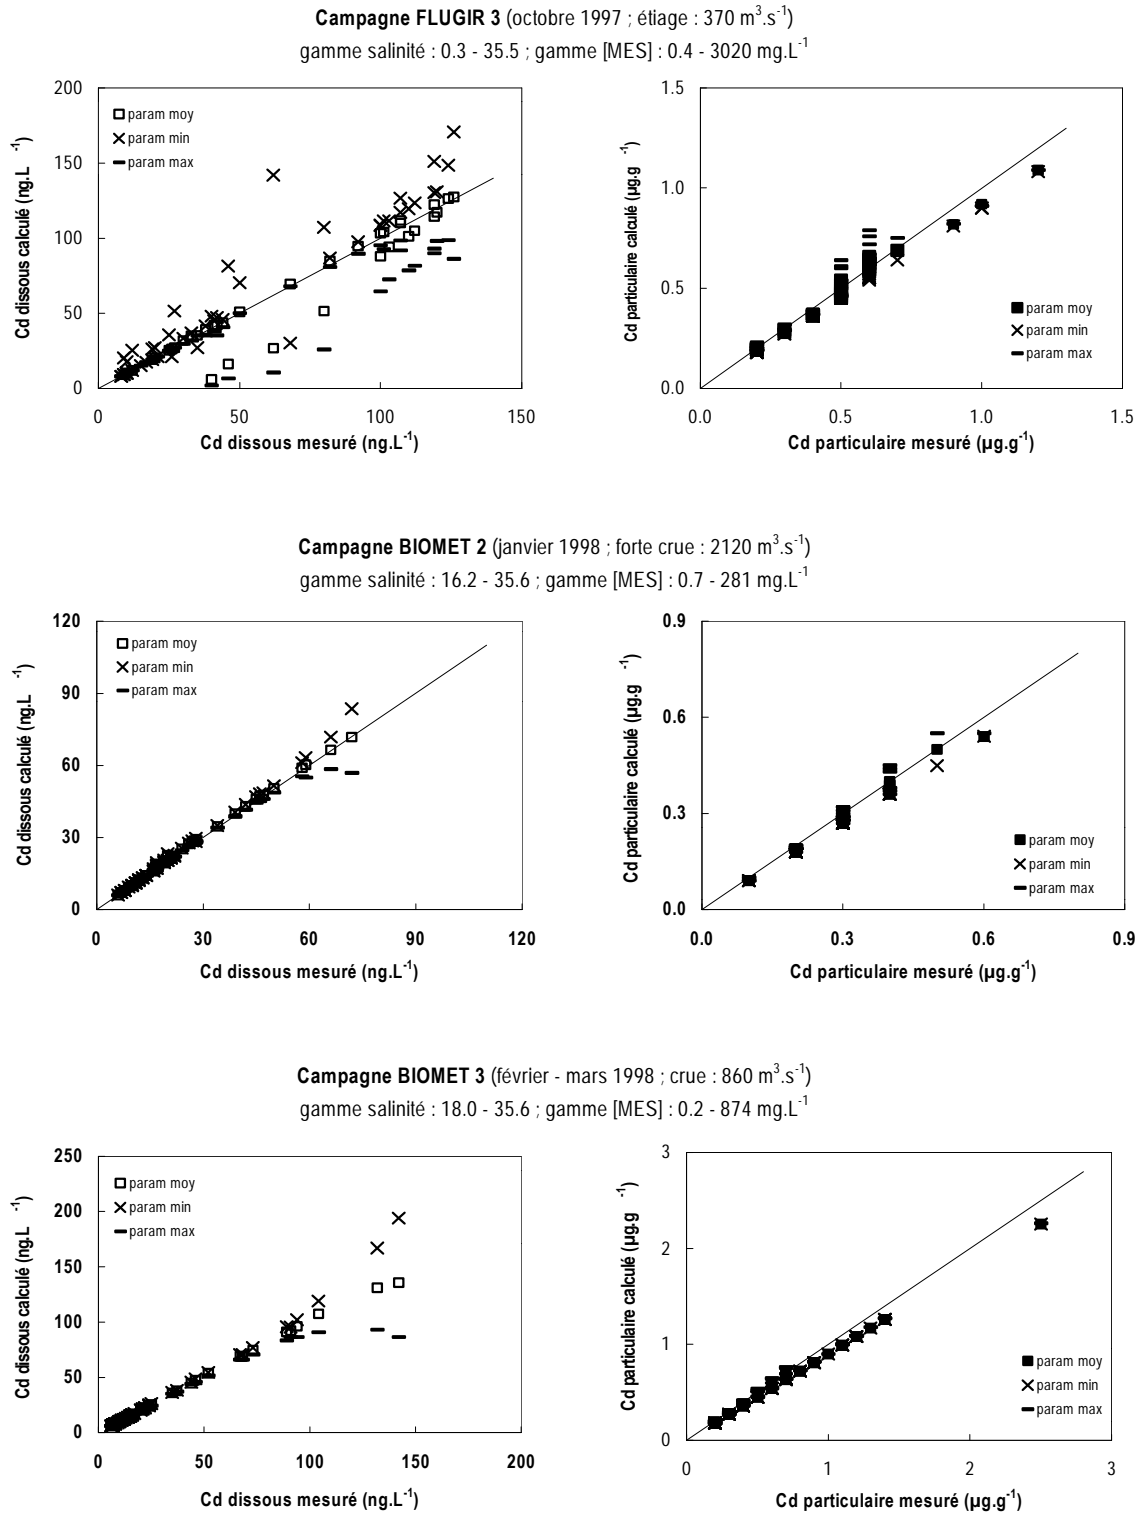 Campagne FLUGIR 3 (octobre 1997 ; étiage : 370 m³.s⁻¹)
gamme salinité : 0.3 - 35.5 ; gamme [MES] : 0.4 - 3020 mg.L⁻¹
Cd dissous calculé (ng.L⁻¹)
200
150
100
50
0
param moy
param min
param max
0 50 100 150
Cd dissous mesuré (ng.L⁻¹)
Cd particulaire calculé (µg.g⁻¹)
1.5
1.0
0.5
0.0
param moy
param min
param max
0.0 0.5 1.0 1.5
Cd particulaire mesuré (µg.g⁻¹)
Campagne BIOMET 2 (janvier 1998 ; forte crue : 2120 m³.s⁻¹)
gamme salinité : 16.2 - 35.6 ; gamme [MES] : 0.7 - 281 mg.L⁻¹
Cd dissous calculé (ng.L⁻¹)
120
90
60
30
0
param moy
param min
param max
0 30 60 90 120
Cd dissous mesuré (ng.L⁻¹)
Cd particulaire calculé (µg.g⁻¹)
0.9
0.6
0.3
0.0
param moy
param min
param max
0.0 0.3 0.6 0.9
Cd particulaire mesuré (µg.g⁻¹)
Campagne BIOMET 3 (février - mars 1998 ; crue : 860 m³.s⁻¹)
gamme salinité : 18.0 - 35.6 ; gamme [MES] : 0.2 - 874 mg.L⁻¹
Cd dissous calculé (ng.L⁻¹)
250
200
150
100
50
0
param moy
param min
param max
0 50 100 150 200
Cd dissous mesuré (ng.L⁻¹)
Cd particulaire calculé (µg.g⁻¹)
3
2
1
0
param moy
param min
param max
0 1 2 3
Cd particulaire mesuré (µg.g⁻¹)